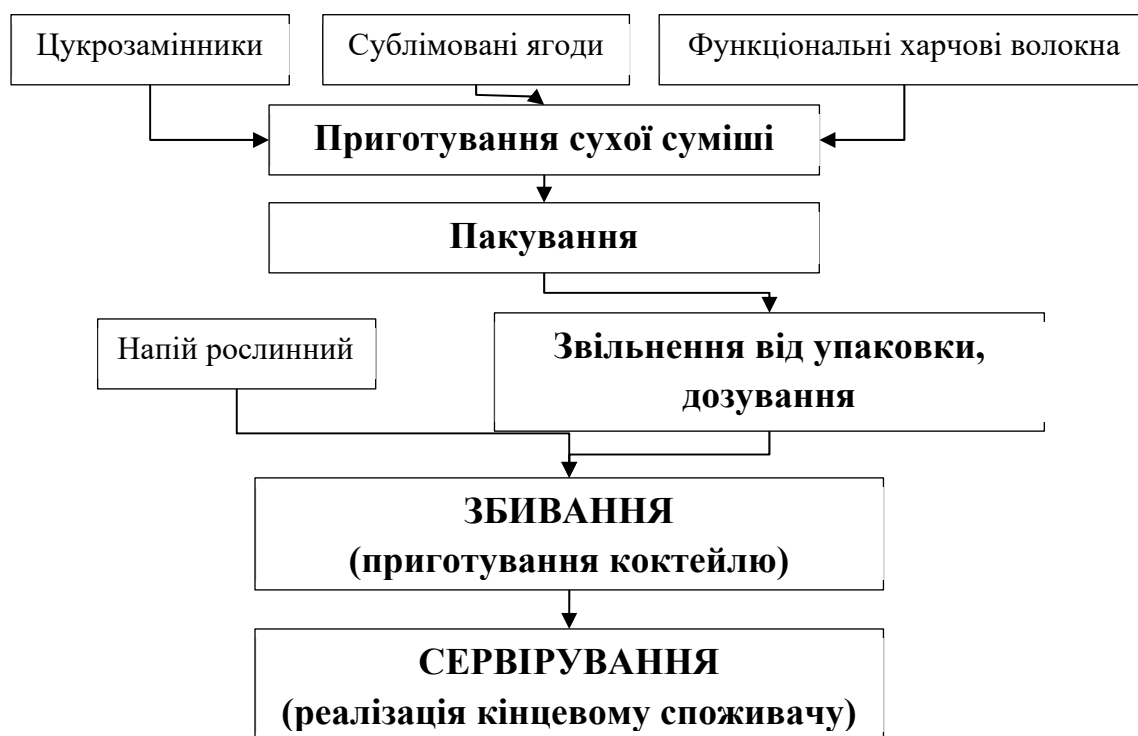 Цукрозамінники
Сублімовані ягоди
Функціональні харчові волокна
Приготування сухої суміші
Пакування
Напій рослинний
Звільнення від упаковки,
дозування
ЗБИВАННЯ
(приготування коктейлю)
СЕРВІРУВАННЯ
(реалізація кінцевому споживачу)